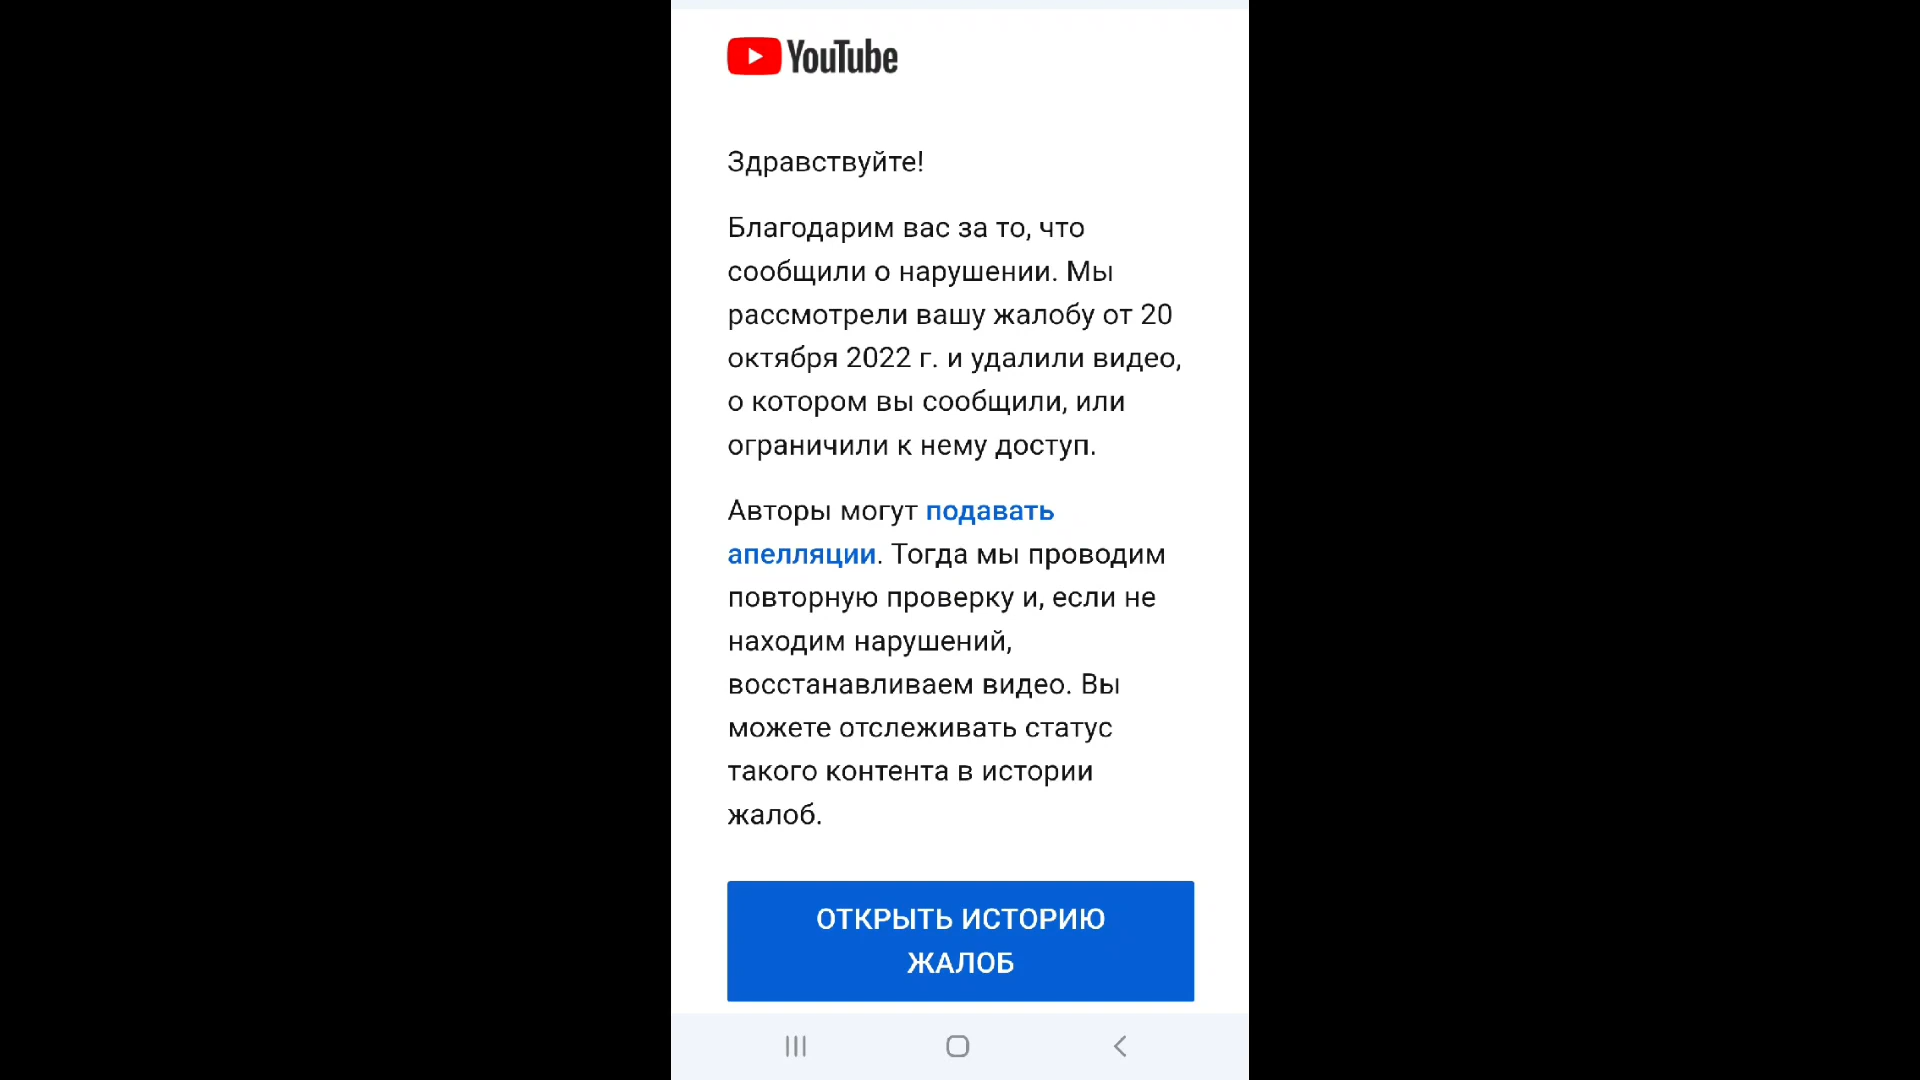 YouTube
Здравствуйте!
Благодарим вас за то, что
сообщили о нарушении. Мы
рассмотрели вашу жалобу от 20
октября 2022 г. и удалили видео,
о котором вы сообщили, или
ограничили к нему доступ.
Авторы могут подавать
апелляции. Тогда мы проводим
повторную проверку и, если не
находим нарушений,
восстанавливаем видео. Вы
можете отслеживать статус
такого контента в истории
жалоб.
ОТКРЫТЬ ИСТОРИЮ
ЖАЛОБ